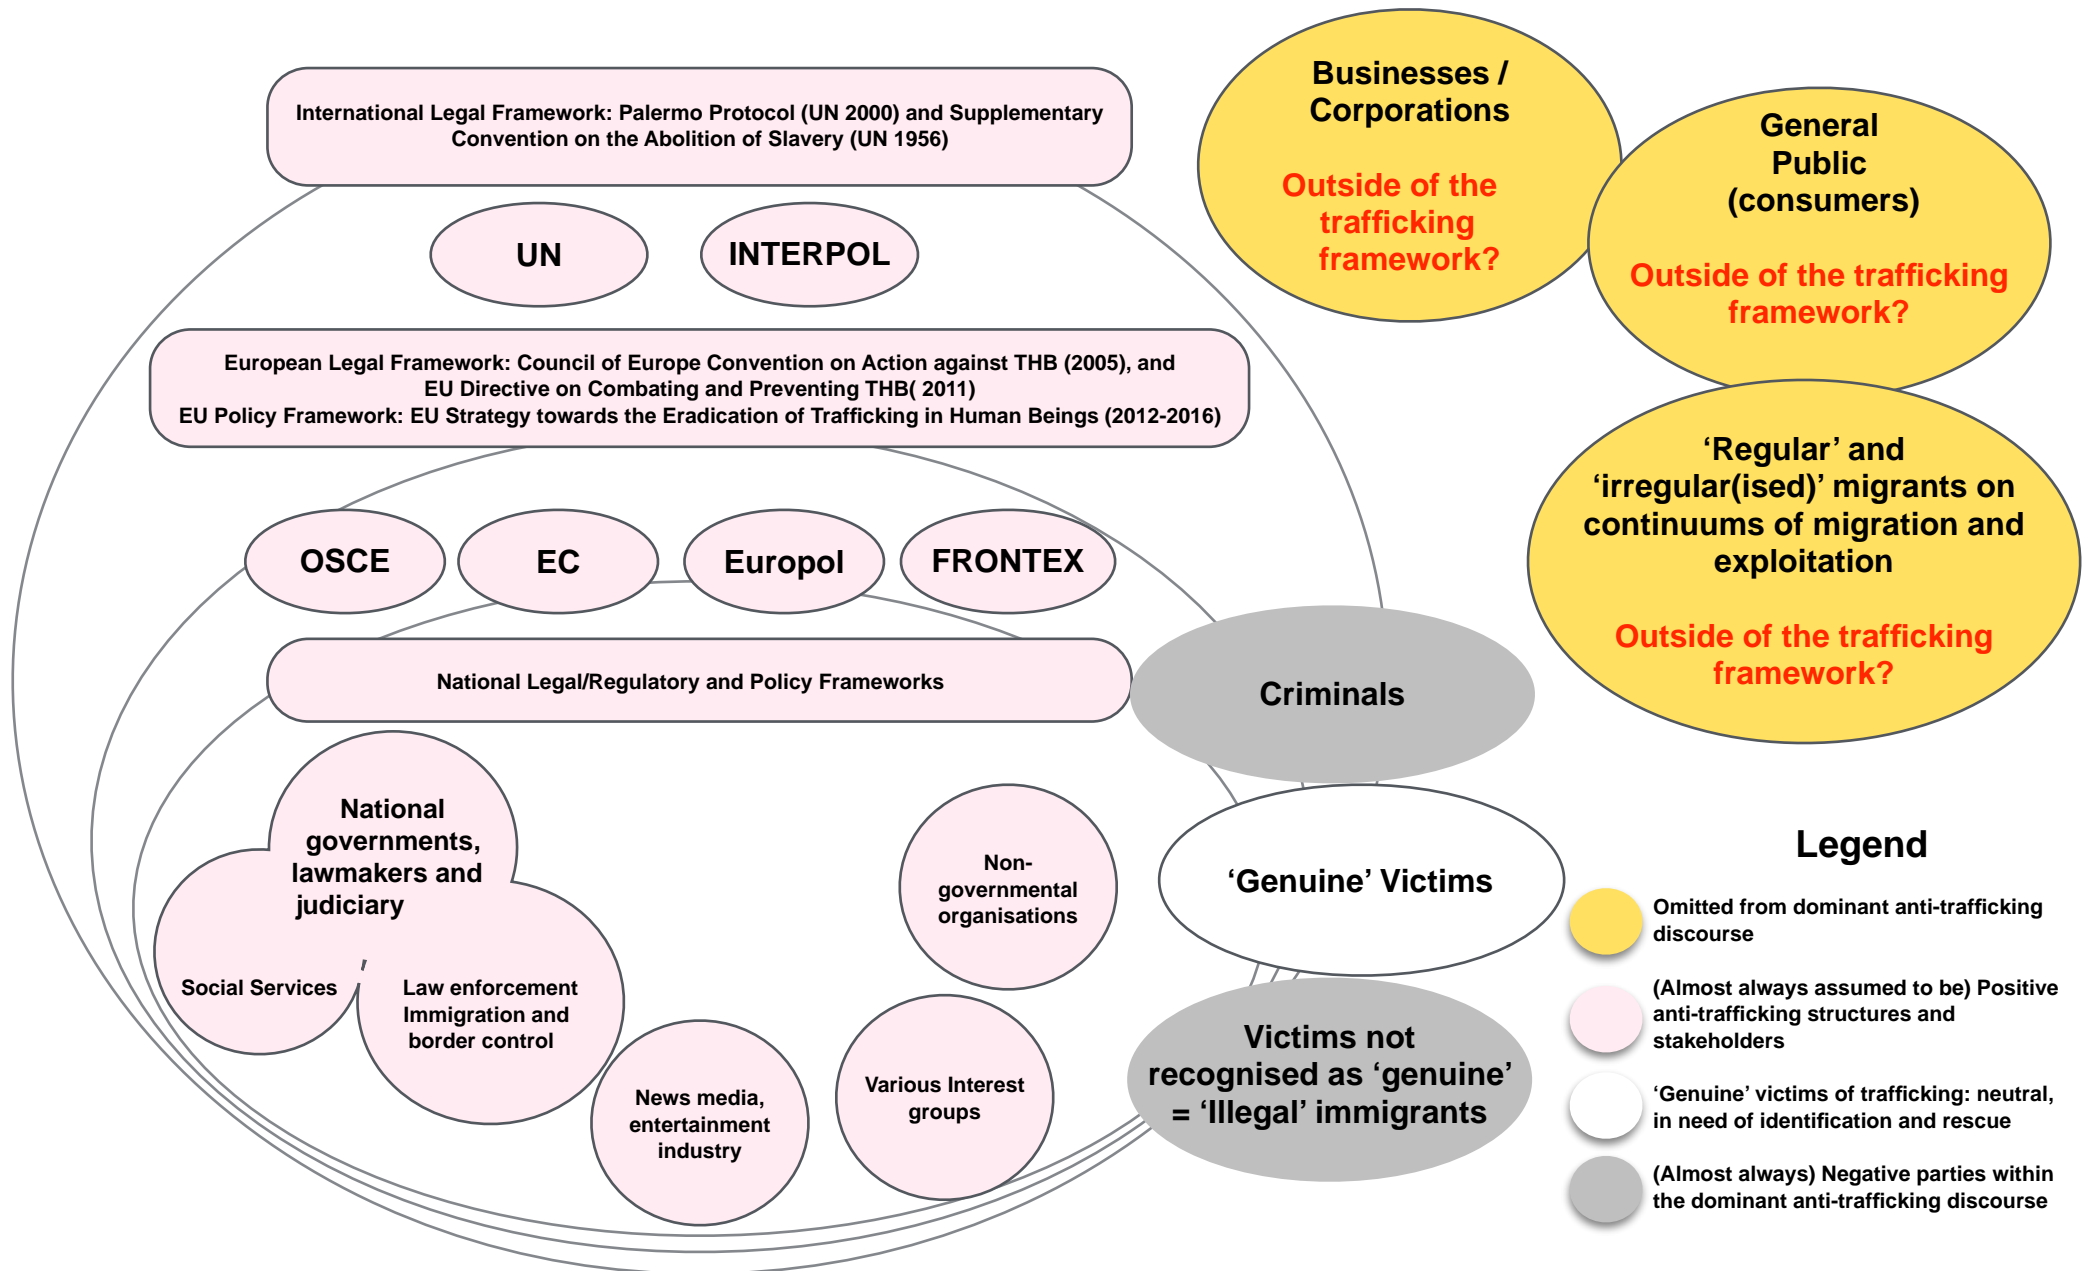 International Legal Framework: Palermo Protocol (UN 2000) and Supplementary
Convention on the Abolition of Slavery (UN 1956)
UN
INTERPOL
European Legal Framework: Council of Europe Convention on Action against THB (2005), and
EU Directive on Combating and Preventing THB( 2011)
EU Policy Framework: EU Strategy towards the Eradication of Trafficking in Human Beings (2012-2016)
OSCE
EC
Europol
FRONTEX
National Legal/Regulatory and Policy Frameworks
National
governments,
lawmakers and
judiciary
Social Services
Law enforcement
Immigration and
border control
News media,
entertainment
industry
Various Interest
groups
Non-
governmental
organisations
Criminals
‘Genuine’ Victims
Victims not
recognised as ‘genuine’
= ‘Illegal’ immigrants
Businesses /
Corporations
Outside of the
trafficking
framework?
General
Public
(consumers)
Outside of the trafficking
framework?
‘Regular’ and
‘irregular(ised)’ migrants on
continuums of migration and
exploitation
Outside of the trafficking
framework?
Legend
Omitted from dominant anti-trafficking
discourse
(Almost always assumed to be) Positive
anti-trafficking structures and
stakeholders
‘Genuine’ victims of trafficking: neutral,
in need of identification and rescue
(Almost always) Negative parties within
the dominant anti-trafficking discourse